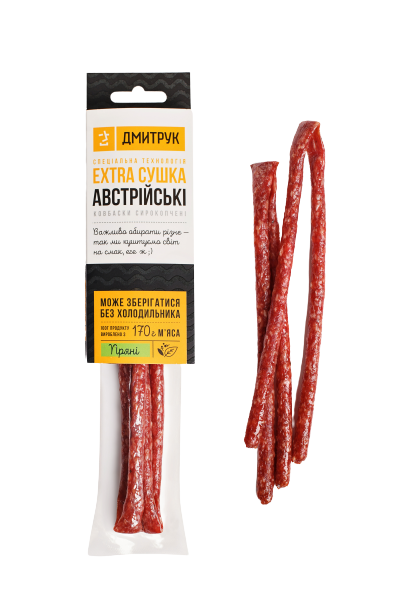 ДМИТРУК
СПЕЦІАЛЬНА ТЕХНОЛОГІЯ
EXTRA СУШКА
АВСТРІЙСЬКІ
КОВБАСКИ СИРОКОПЧЕНІ
Важливо обирати різне –
так ми куштуємо світ
на смак, еге ж ;)
МОЖЕ ЗБЕРІГАТИСЯ
БЕЗ ХОЛОДИЛЬНИКА
100Г ПРОДУКТУ
ВИРОБЛЕНО З 170 г М'ЯСА
Пряні